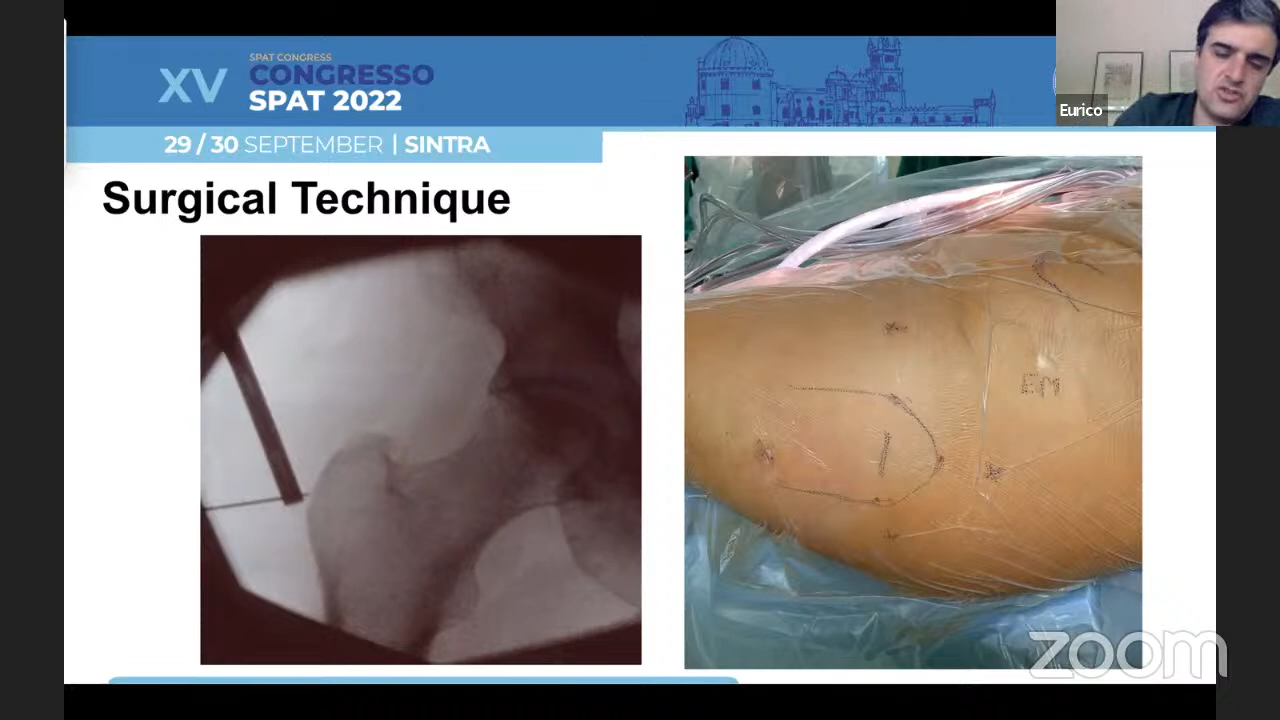 SPAT CONGRESS
XV CONGRESSO
SPAT 2022
29 / 30 SEPTEMBER | SINTRA
Eurico
Surgical Technique
EM
zoom